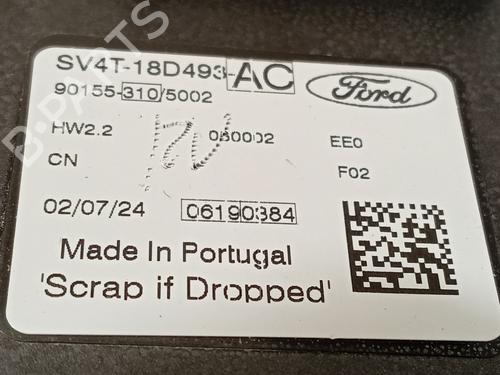 SV4T-18D493-AC
Ford
90155-310/5002
HW2.2
EE0
CN
F02
02/07/24
06190384
Made In Portugal
'Scrap if Dropped'
B-PARTS